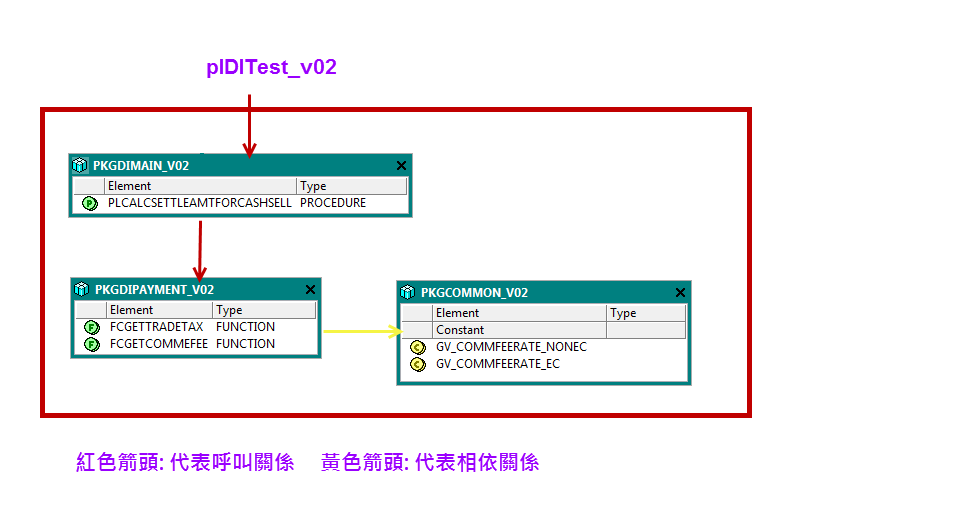 plDITest_v02
PKGDIMAIN_V02
Element Type
PLCALCSETTLEAMTFORCASHSELL PROCEDURE
PKGDIPAYMENT_V02
Element Type
FCGETTRADETAX FUNCTION
FCGETCOMMEFEE FUNCTION
PKGCOMMON_V02
Element Type
Constant
GV_COMMFEERATE_NONEC
GV_COMMFEERATE_EC
紅色箭頭: 代表呼叫關係 黃色箭頭: 代表相依關係